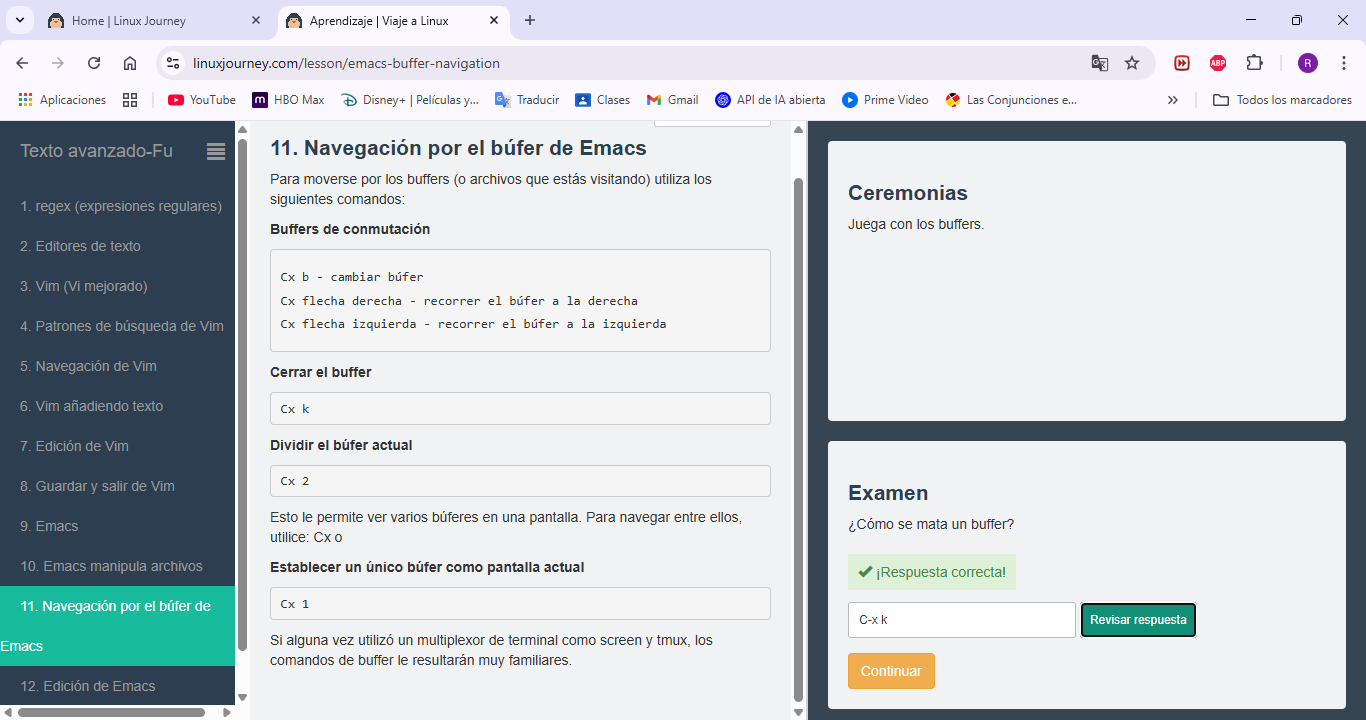 Home | Linux Journey
Aprendizaje | Viaje a Linux
linuxjourney.com/lesson/emacs-buffer-navigation
ABP
R
Aplicaciones
YouTube
m HBO Max
Disney+ | Películas y...
Traducir
Clases
Gmail
API de IA abierta
Prime Video
Las Conjunciones e...
Todos los marcadores
Texto avanzado-Fu
1. regex (expresiones regulares)
2. Editores de texto
3. Vim (Vi mejorado)
4. Patrones de búsqueda de Vim
5. Navegación de Vim
6. Vim añadiendo texto
7. Edición de Vim
8. Guardar y salir de Vim
9. Emacs
10. Emacs manipula archivos
11. Navegación por el búfer de
Emacs
12. Edición de Emacs
11. Navegación por el búfer de Emacs
Para moverse por los buffers (o archivos que estás visitando) utiliza los
siguientes comandos:
Buffers de conmutación
Cx b - cambiar búfer
Cx flecha derecha - recorrer el búfer a la derecha
Cx flecha izquierda - recorrer el búfer a la izquierda
Cerrar el buffer
Cx k
Dividir el búfer actual
Cx 2
Esto le permite ver varios búferes en una pantalla. Para navegar entre ellos,
utilice: Cx o
Establecer un único búfer como pantalla actual
Cx 1
Si alguna vez utilizó un multiplexor de terminal como screen y tmux, los
comandos de buffer le resultarán muy familiares.
Ceremonias
Juega con los buffers.
Examen
¿Cómo se mata un buffer?
¡Respuesta correcta!
C-x k
Revisar respuesta
Continuar